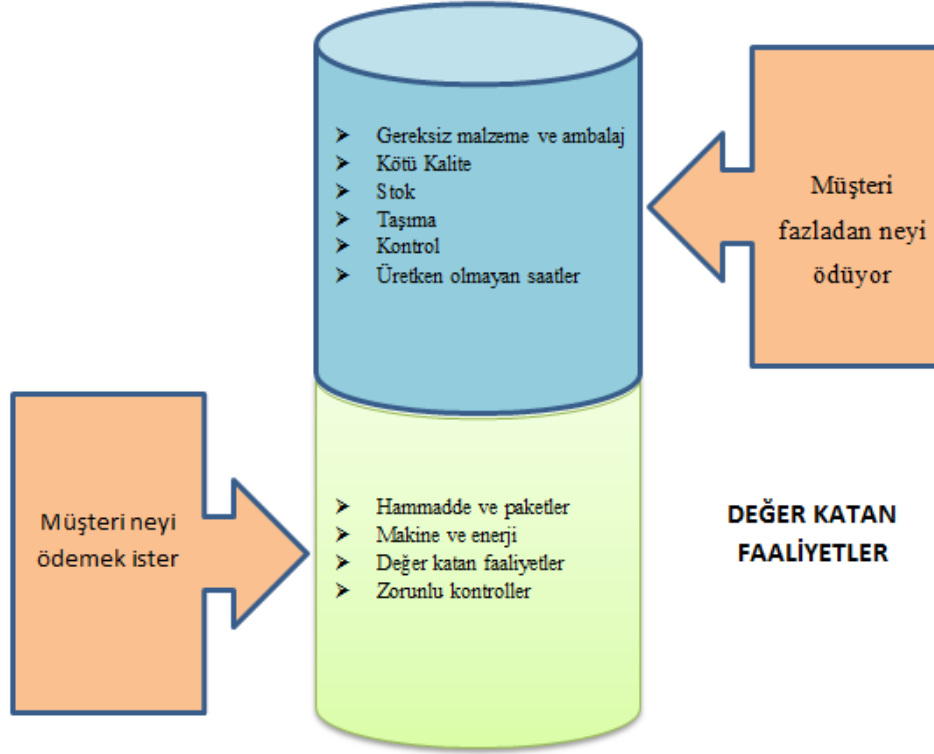 Gereksiz malzeme ve ambalaj
Kötü Kalite
Stok
Taşıma
Kontrol
Üretken olmayan saatler
Müşteri
fazladan neyi
ödüyor
Müşteri neyi
ödemek ister
Hammadde ve paketler
Makine ve enerji
Değer katan faaliyetler
Zorunlu kontroller
DEĞER KATAN
FAALİYETLER